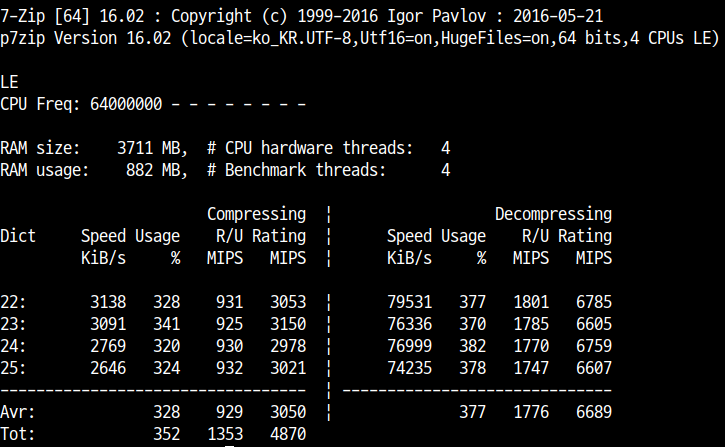 7-Zip [64] 16.02 : Copyright (c) 1999-2016 Igor Pavlov : 2016-05-21
p7zip Version 16.02 (locale=ko_KR.UTF-8,Utf16=on,HugeFiles=on,64 bits,4 CPUs LE)
LE
CPU Freq: 64000000 - - - - - - - -
RAM size:    3711 MB,  # CPU hardware threads:   4
RAM usage:    882 MB,  # Benchmark threads:      4
                       Compressing  |                  Decompressing
Dict     Speed Usage    R/U Rating  |      Speed Usage    R/U Rating
         KiB/s     %   MIPS   MIPS  |      KiB/s     %   MIPS   MIPS
22:       3138   328    931   3053  |      79531   377   1801   6785
23:       3091   341    925   3150  |      76336   370   1785   6605
24:       2769   320    930   2978  |      76999   382   1770   6759
25:       2646   324    932   3021  |      74235   378   1747   6607
----------------------------------  | ------------------------------
Avr:             328    929   3050  |              377   1776   6689
Tot:             352   1353   4870